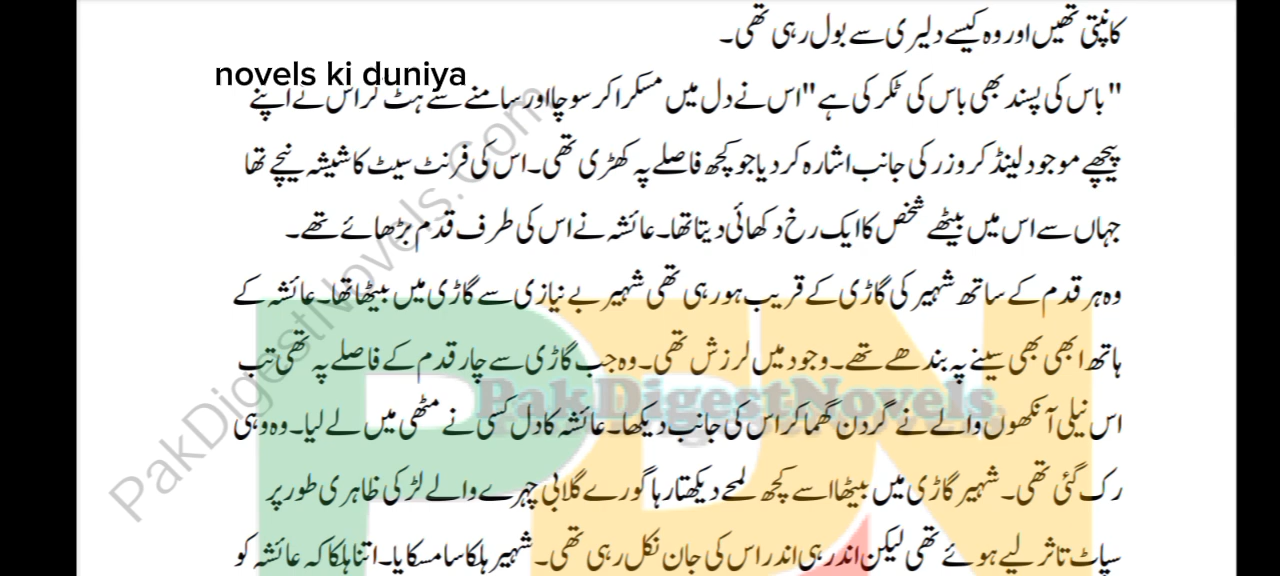 کانپتی تھیں اور وہ کیسے دلیری سے بول رہی تھی۔
novels ki duniya
"باس کی پسند بھی باس کی ٹکر کی ہے" اس نے دل میں مسکرا کر سوچا اور سامنے سے ہٹ کر اس نے اپنے
پیچھے موجود لینڈ کروزر کی جانب اشارہ کر دیا جو کچھ فاصلے پہ کھڑی تھی۔ اس کی فرنٹ سیٹ کا شیشہ نیچے تھا
جہاں سے اس میں بیٹھے شخص کا ایک رخ دکھائی دیتا تھا۔ عائشہ نے اس کی طرف قدم بڑھائے تھے۔
وہ ہر قدم کے ساتھ شہیر کی گاڑی کے قریب ہو رہی تھی شہیر بے نیازی سے گاڑی میں بیٹھا تھا۔ عائشہ کے
ہاتھ ابھی بھی سینے پہ بندھے تھے۔ وجود میں لرزش تھی۔ وہ جب گاڑی سے چار قدم کے فاصلے پہ تھی تب
اس نیلی آنکھوں والے نے گردن گھما کر اس کی جانب دیکھا۔ عائشہ کا دل کسی نے مٹھی میں لے لیا۔ وہ وہی
رک گئی تھی۔ شہیر گاڑی میں بیٹھا اسے کچھ لمحے دیکھتا رہا گورے گلابی چہرے والے لڑکی ظاہری طور پر
سپاٹ تاثر لیے ہوئے تھی لیکن اندر ہی اندر اس کی جان نکل رہی تھی۔ شہیر ہلکا سا مسکایا۔ اتنا ہلکا کہ عائشہ کو
PakDigestNovels.com
PDN
PakDigestNovels